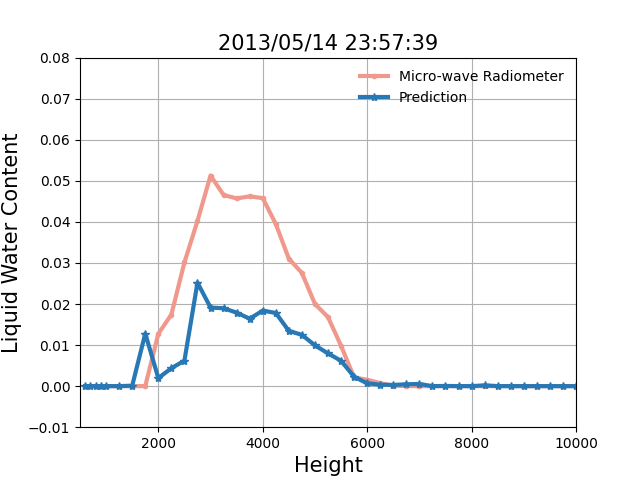 2013/05/14 23:57:39
Micro-wave Radiometer
Prediction
0.08
0.07
0.06
0.05
0.04
0.03
0.02
0.01
0.00
−0.01
Liquid Water Content
2000 4000 6000 8000 10000
Height